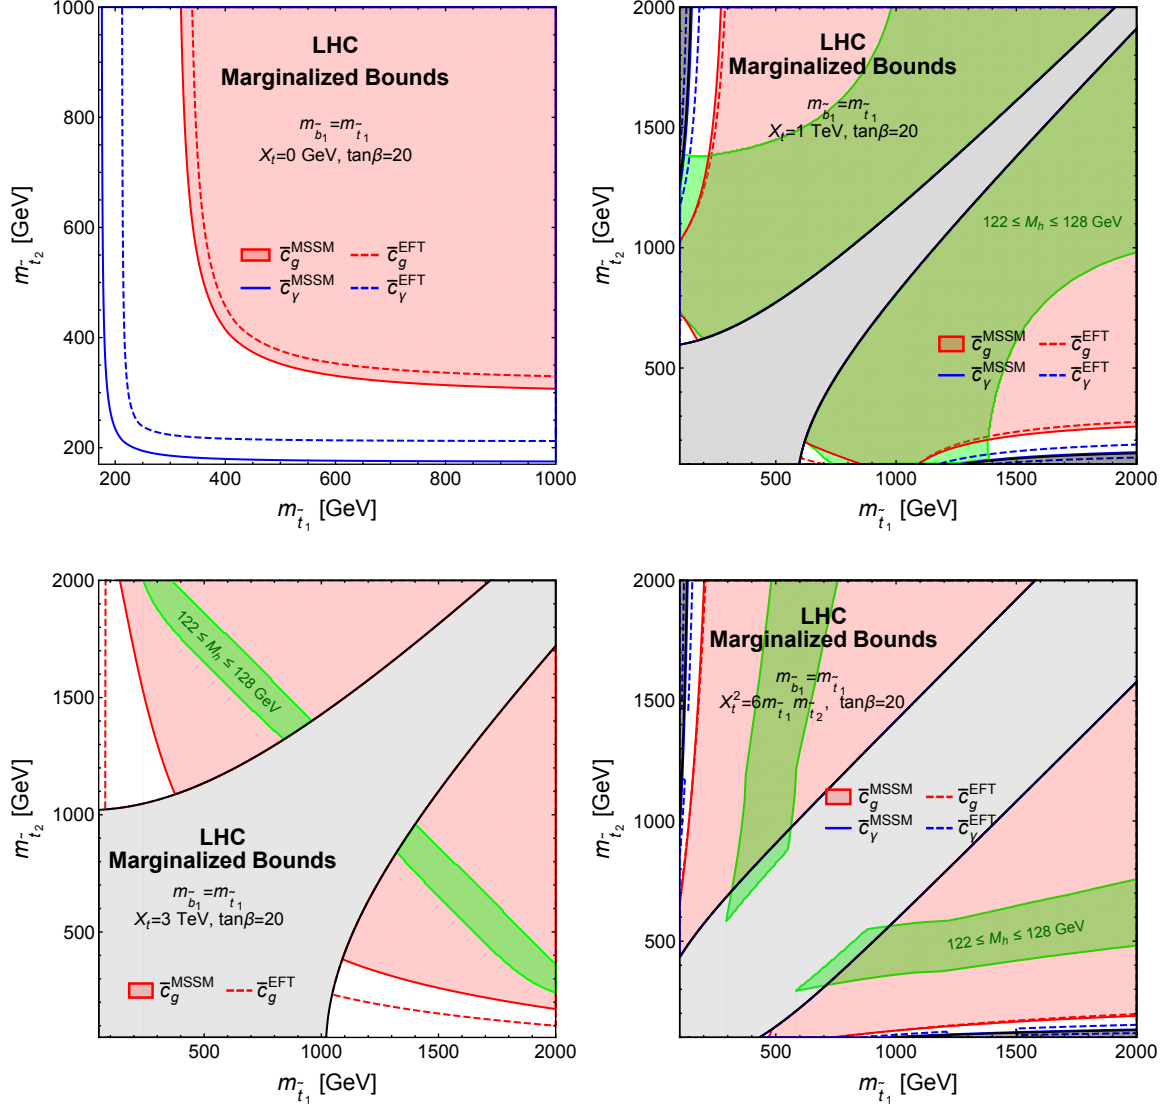 1000
800
600
400
200
m_t̃2 [GeV]
LHC
Marginalized Bounds
m_b̃1=m_t̃1
X_t=0 GeV, tanβ=20
c̄_g^MSSM c̄_g^EFT
c̄_γ^MSSM c̄_γ^EFT
200 400 600 800 1000
m_t̃1 [GeV]
2000
1500
1000
500
m_t̃2 [GeV]
LHC
Marginalized Bounds
m_b̃1=m_t̃1
X_t=1 TeV, tanβ=20
122 ≤ M_h ≤ 128 GeV
c̄_g^MSSM c̄_g^EFT
c̄_γ^MSSM c̄_γ^EFT
500 1000 1500 2000
m_t̃1 [GeV]
2000
1500
1000
500
m_t̃2 [GeV]
122 ≤ M_h ≤ 128 GeV
LHC
Marginalized Bounds
m_b̃1=m_t̃1
X_t=3 TeV, tanβ=20
c̄_g^MSSM c̄_g^EFT
500 1000 1500 2000
m_t̃1 [GeV]
2000
1500
1000
500
m_t̃2 [GeV]
LHC
Marginalized Bounds
m_b̃1=m_t̃1
X_t^2=6m_t̃1 m_t̃2, tanβ=20
c̄_g^MSSM c̄_g^EFT
c̄_γ^MSSM c̄_γ^EFT
122 ≤ M_h ≤ 128 GeV
500 1000 1500 2000
m_t̃1 [GeV]